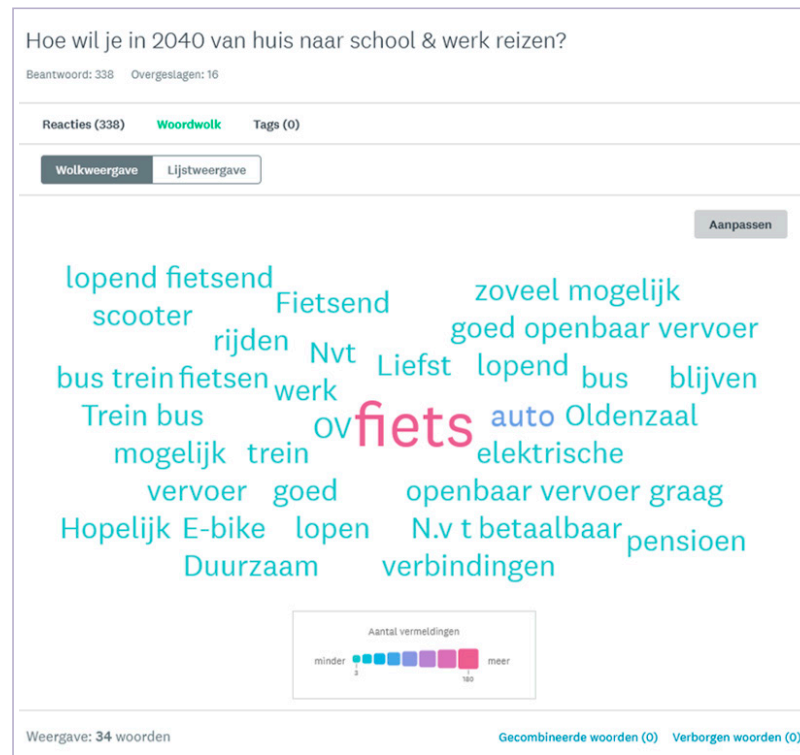 Hoe wil je in 2040 van huis naar school & werk reizen?
Beantwoord: 338 Overgeslagen: 16
Reacties (338) Woordwolk Tags (0)
Wolkweergave Lijstweergave
Aanpassen
lopend fietsend
zoveel mogelijk
Fietsend
scooter
goed openbaar vervoer
rijden
Nvt
Liefst lopend
bus trein fietsen
bus blijven
werk
Trein bus
OV fiets auto Oldenzaal
mogelijk trein
elektrische
vervoer goed
openbaar vervoer graag
Hopelijk E-bike lopen
N.v t betaalbaar
pensioen
Duurzaam
verbindingen
Aantal vermeldingen
minder meer
3 180
Weergave: 34 woorden
Gecombineerde woorden (0) Verborgen woorden (0)